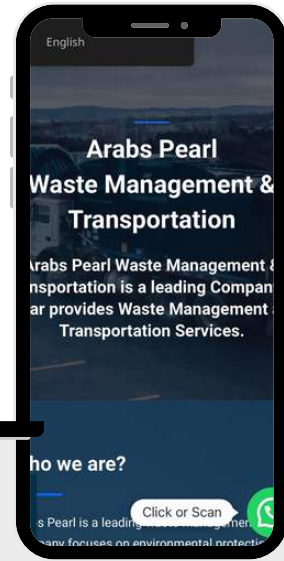 English
Arabs Pearl
Waste Management &
Transportation
Arabs Pearl Waste Management &
nsportation is a leading Compan
ar provides Waste Management
Transportation Services.
ho we are?
s Pearl is a leading
Click or Scan
any focuses on environmental protectio